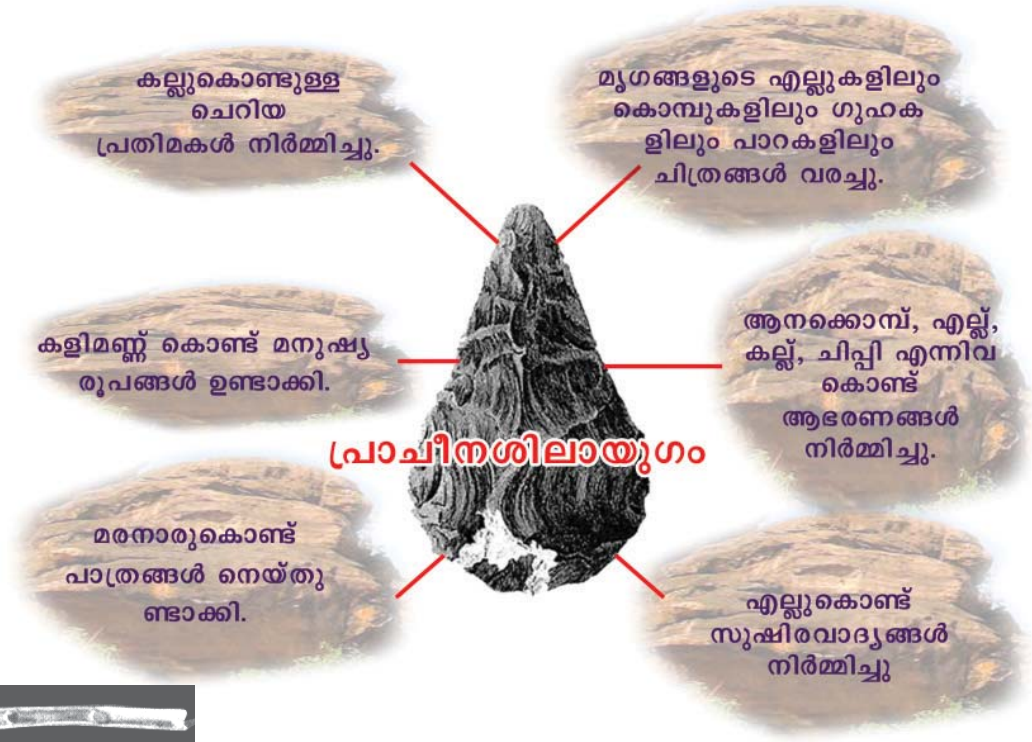 കല്ലുകൊണ്ടുള്ള
ചെറിയ
പ്രതിമകൾ നിർമ്മിച്ചു.
മൃഗങ്ങളുടെ എല്ലുകളിലും
കൊമ്പുകളിലും ഗുഹക
ളിലും പാറകളിലും
ചിത്രങ്ങൾ വരച്ചു.
കളിമണ്ണ് കൊണ്ട് മനുഷ്യ
രൂപങ്ങൾ ഉണ്ടാക്കി.
ആനക്കൊമ്പ്, എല്ല്,
കല്ല്, ചിപ്പി എന്നിവ
കൊണ്ട്
ആഭരണങ്ങൾ
നിർമ്മിച്ചു.
പ്രാചീനശിലായുഗം
മരനാരുകൊണ്ട്
പാത്രങ്ങൾ നെയ്തു
ണ്ടാക്കി.
എല്ലുകൊണ്ട്
സുഷിരവാദ്യങ്ങൾ
നിർമ്മിച്ചു